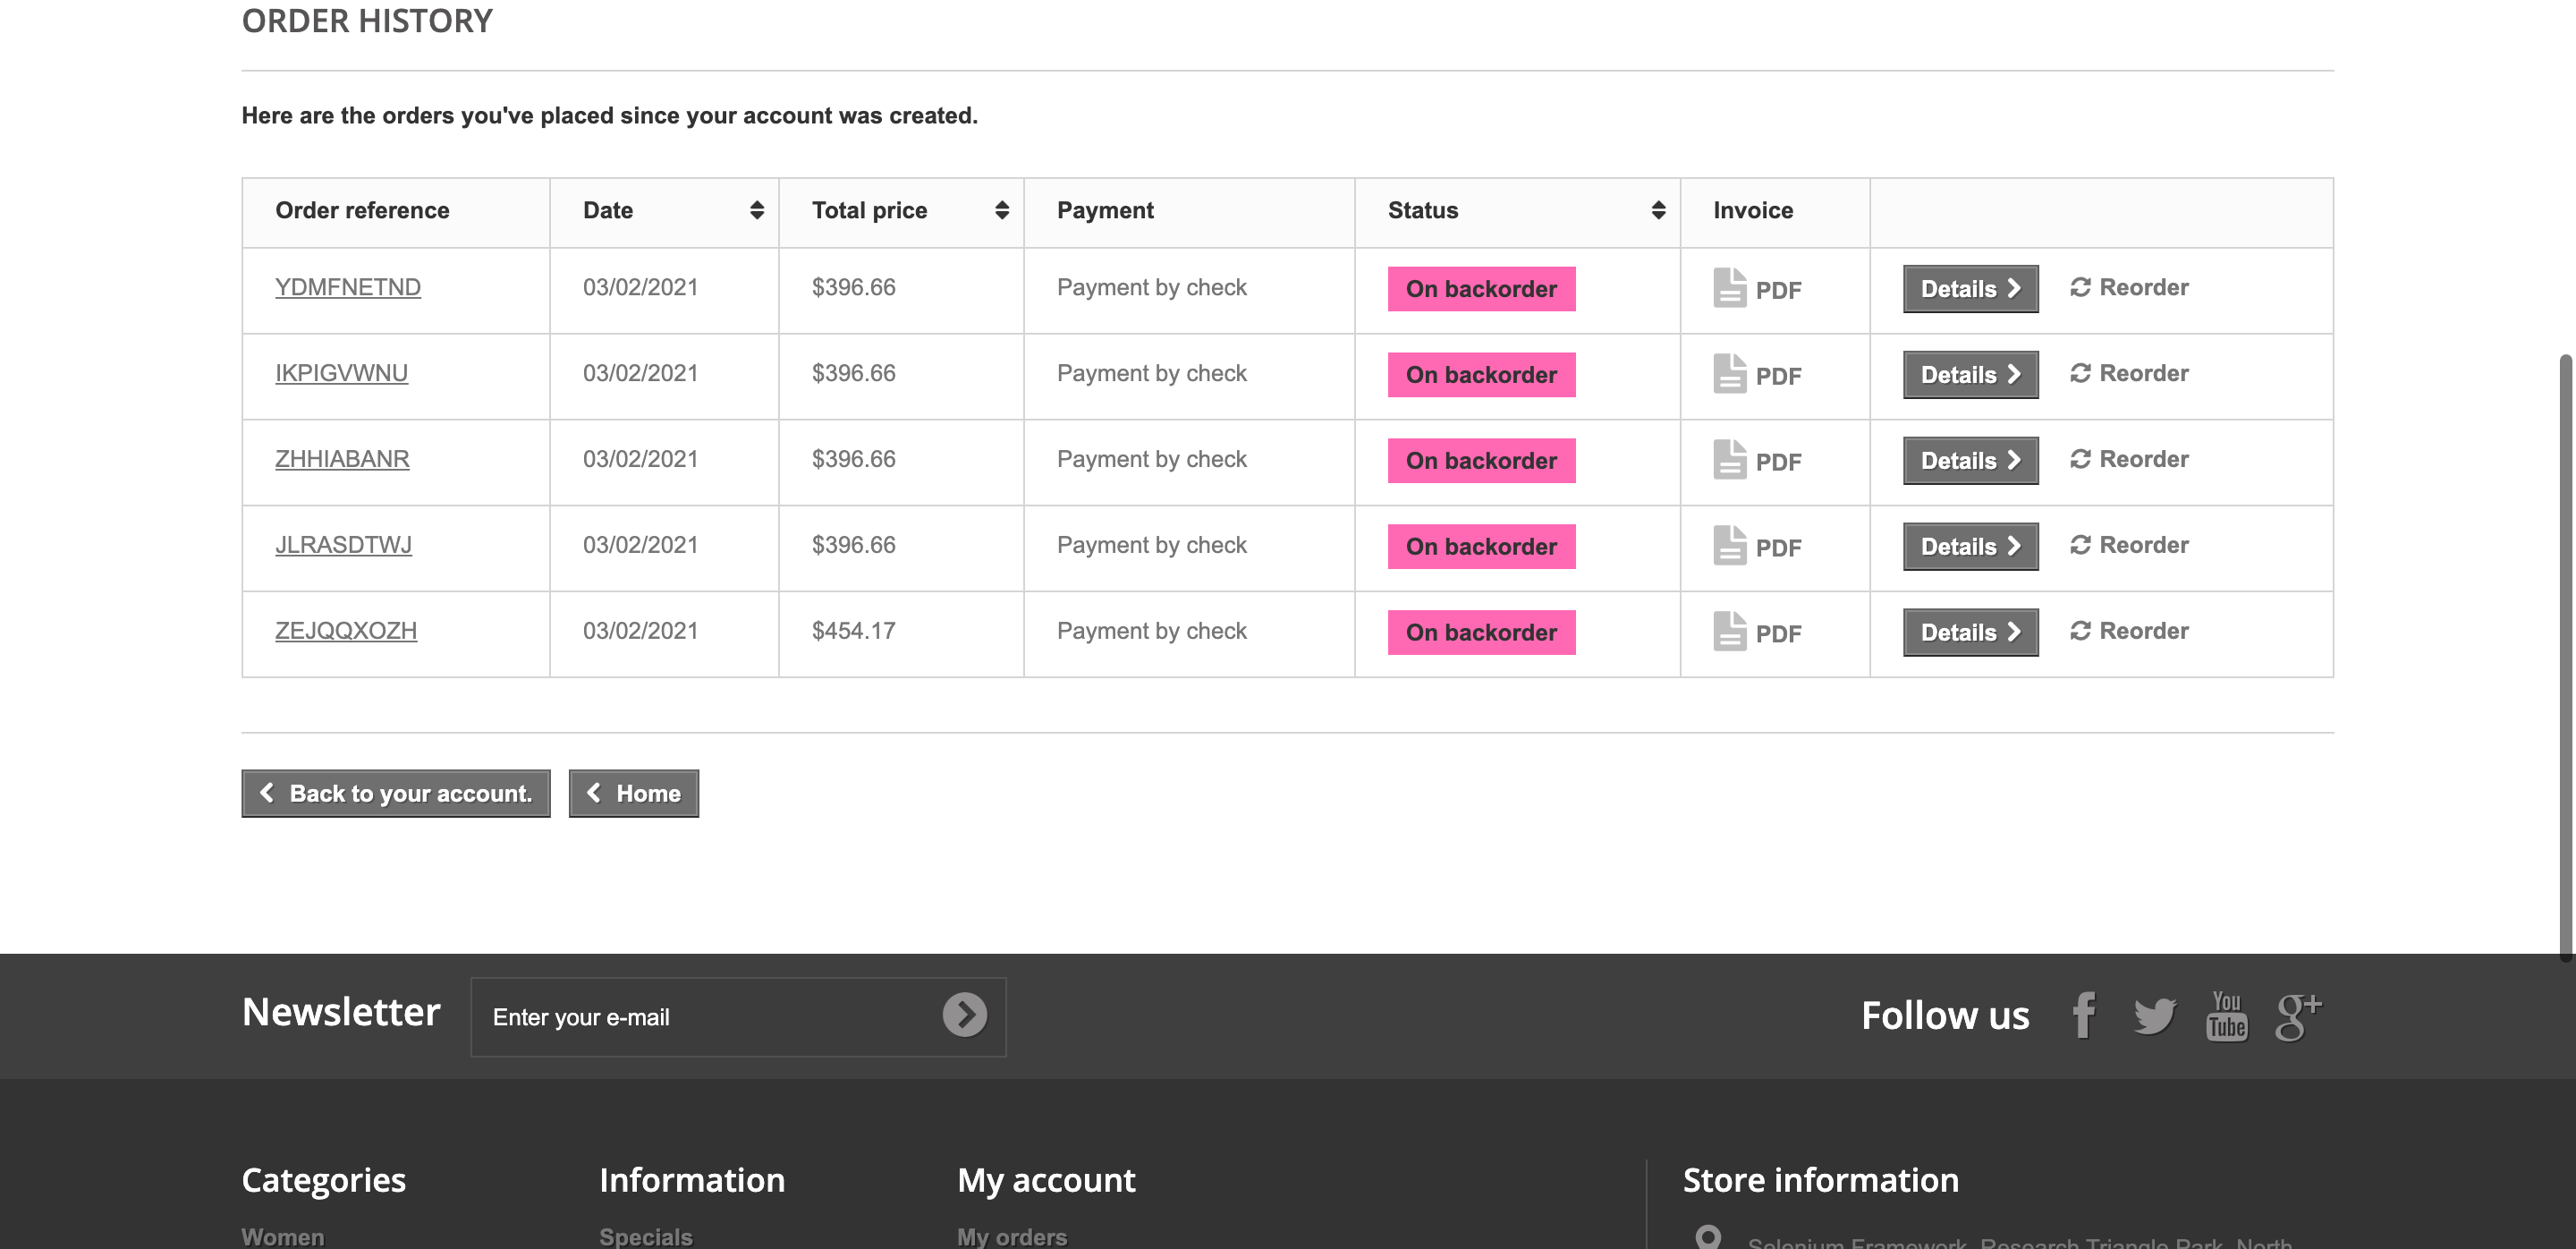 ORDER HISTORY
Here are the orders you've placed since your account was created.
Order reference Date Total price Payment Status Invoice
YDMFNETND 03/02/2021 $396.66 Payment by check On backorder PDF Details Reorder
IKPIGVWNU 03/02/2021 $396.66 Payment by check On backorder PDF Details Reorder
ZHHIABANR 03/02/2021 $396.66 Payment by check On backorder PDF Details Reorder
JLRASDTWJ 03/02/2021 $396.66 Payment by check On backorder PDF Details Reorder
ZEJQQXOZH 03/02/2021 $454.17 Payment by check On backorder PDF Details Reorder
Back to your account. Home
Newsletter Enter your e-mail Follow us You Tube g+
Categories Information My account Store information
Women Specials My orders Selenium Framework, Research Triangle Park, North